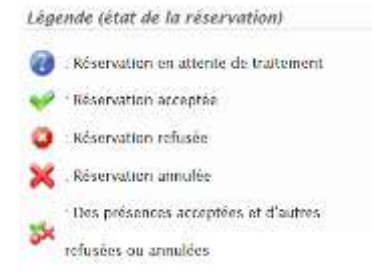 Légende (état de la réservation)
: Réservation en attente de traitement
: Réservation acceptée
: Réservation refusée
: Réservation annulée
: Des présences acceptées et d'autres
refusées ou annulées